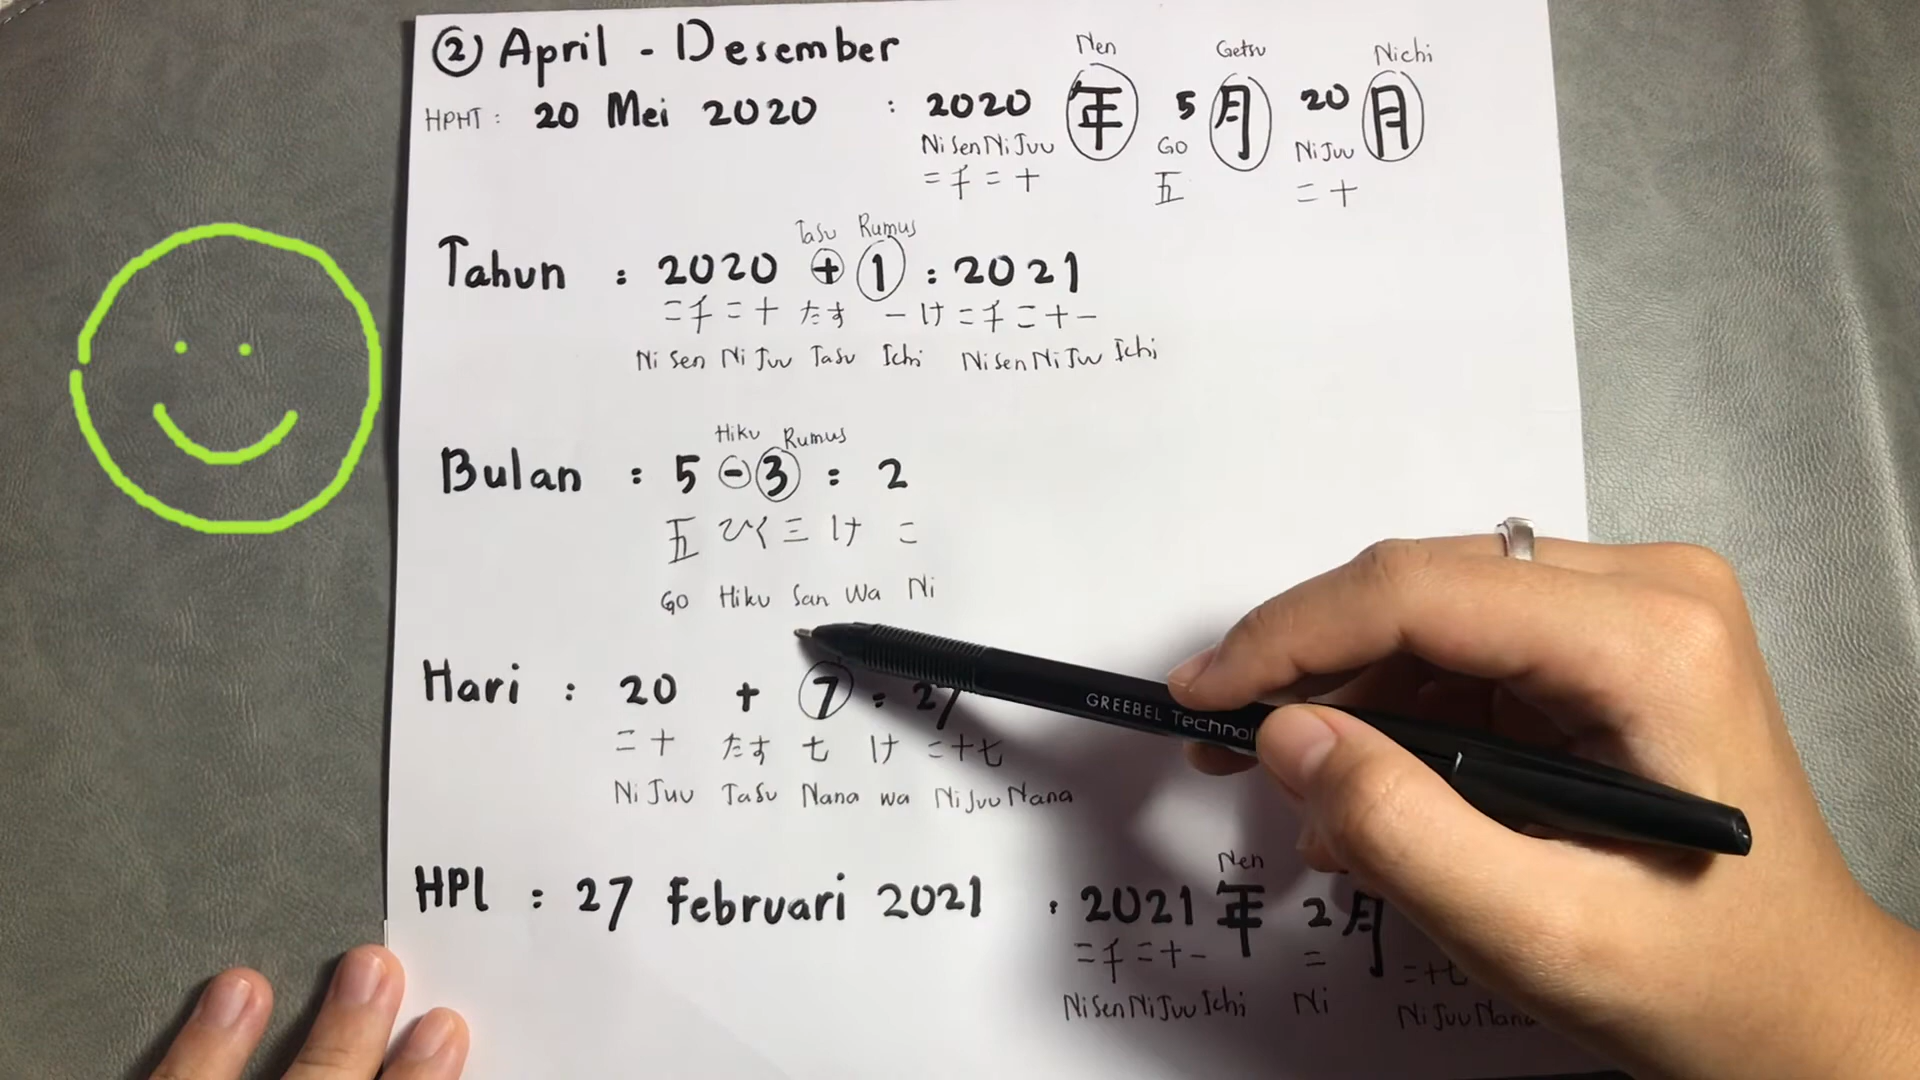 ② April - Desember
Nen Getsu Nichi
HPHT : 20 Mei 2020 : 2020 年 5 月 20 日
Ni Sen Ni Juu Go Ni Juu
二千二十 五 二十
Tasu Rumus
Tahun : 2020 + 1 : 2021
二千二十 たす 一 け 二千二十一
Ni Sen Ni Juu Tasu Ichi Ni Sen Ni Juu Ichi
Hiku Rumus
Bulan : 5 - 3 : 2
五 ひく 三 け 二
Go Hiku San Wa Ni
Hari : 20 + 7 : 27
二十 たす 七 け 二十七
Ni Juu Tasu Nana wa Ni Juu Nana
Nen
HPL : 27 Februari 2021 : 2021 年 2 月
二千二十一 二 二十七
Ni Sen Ni Juu Ichi Ni Ni Juu Nana
GREEBEL Technol